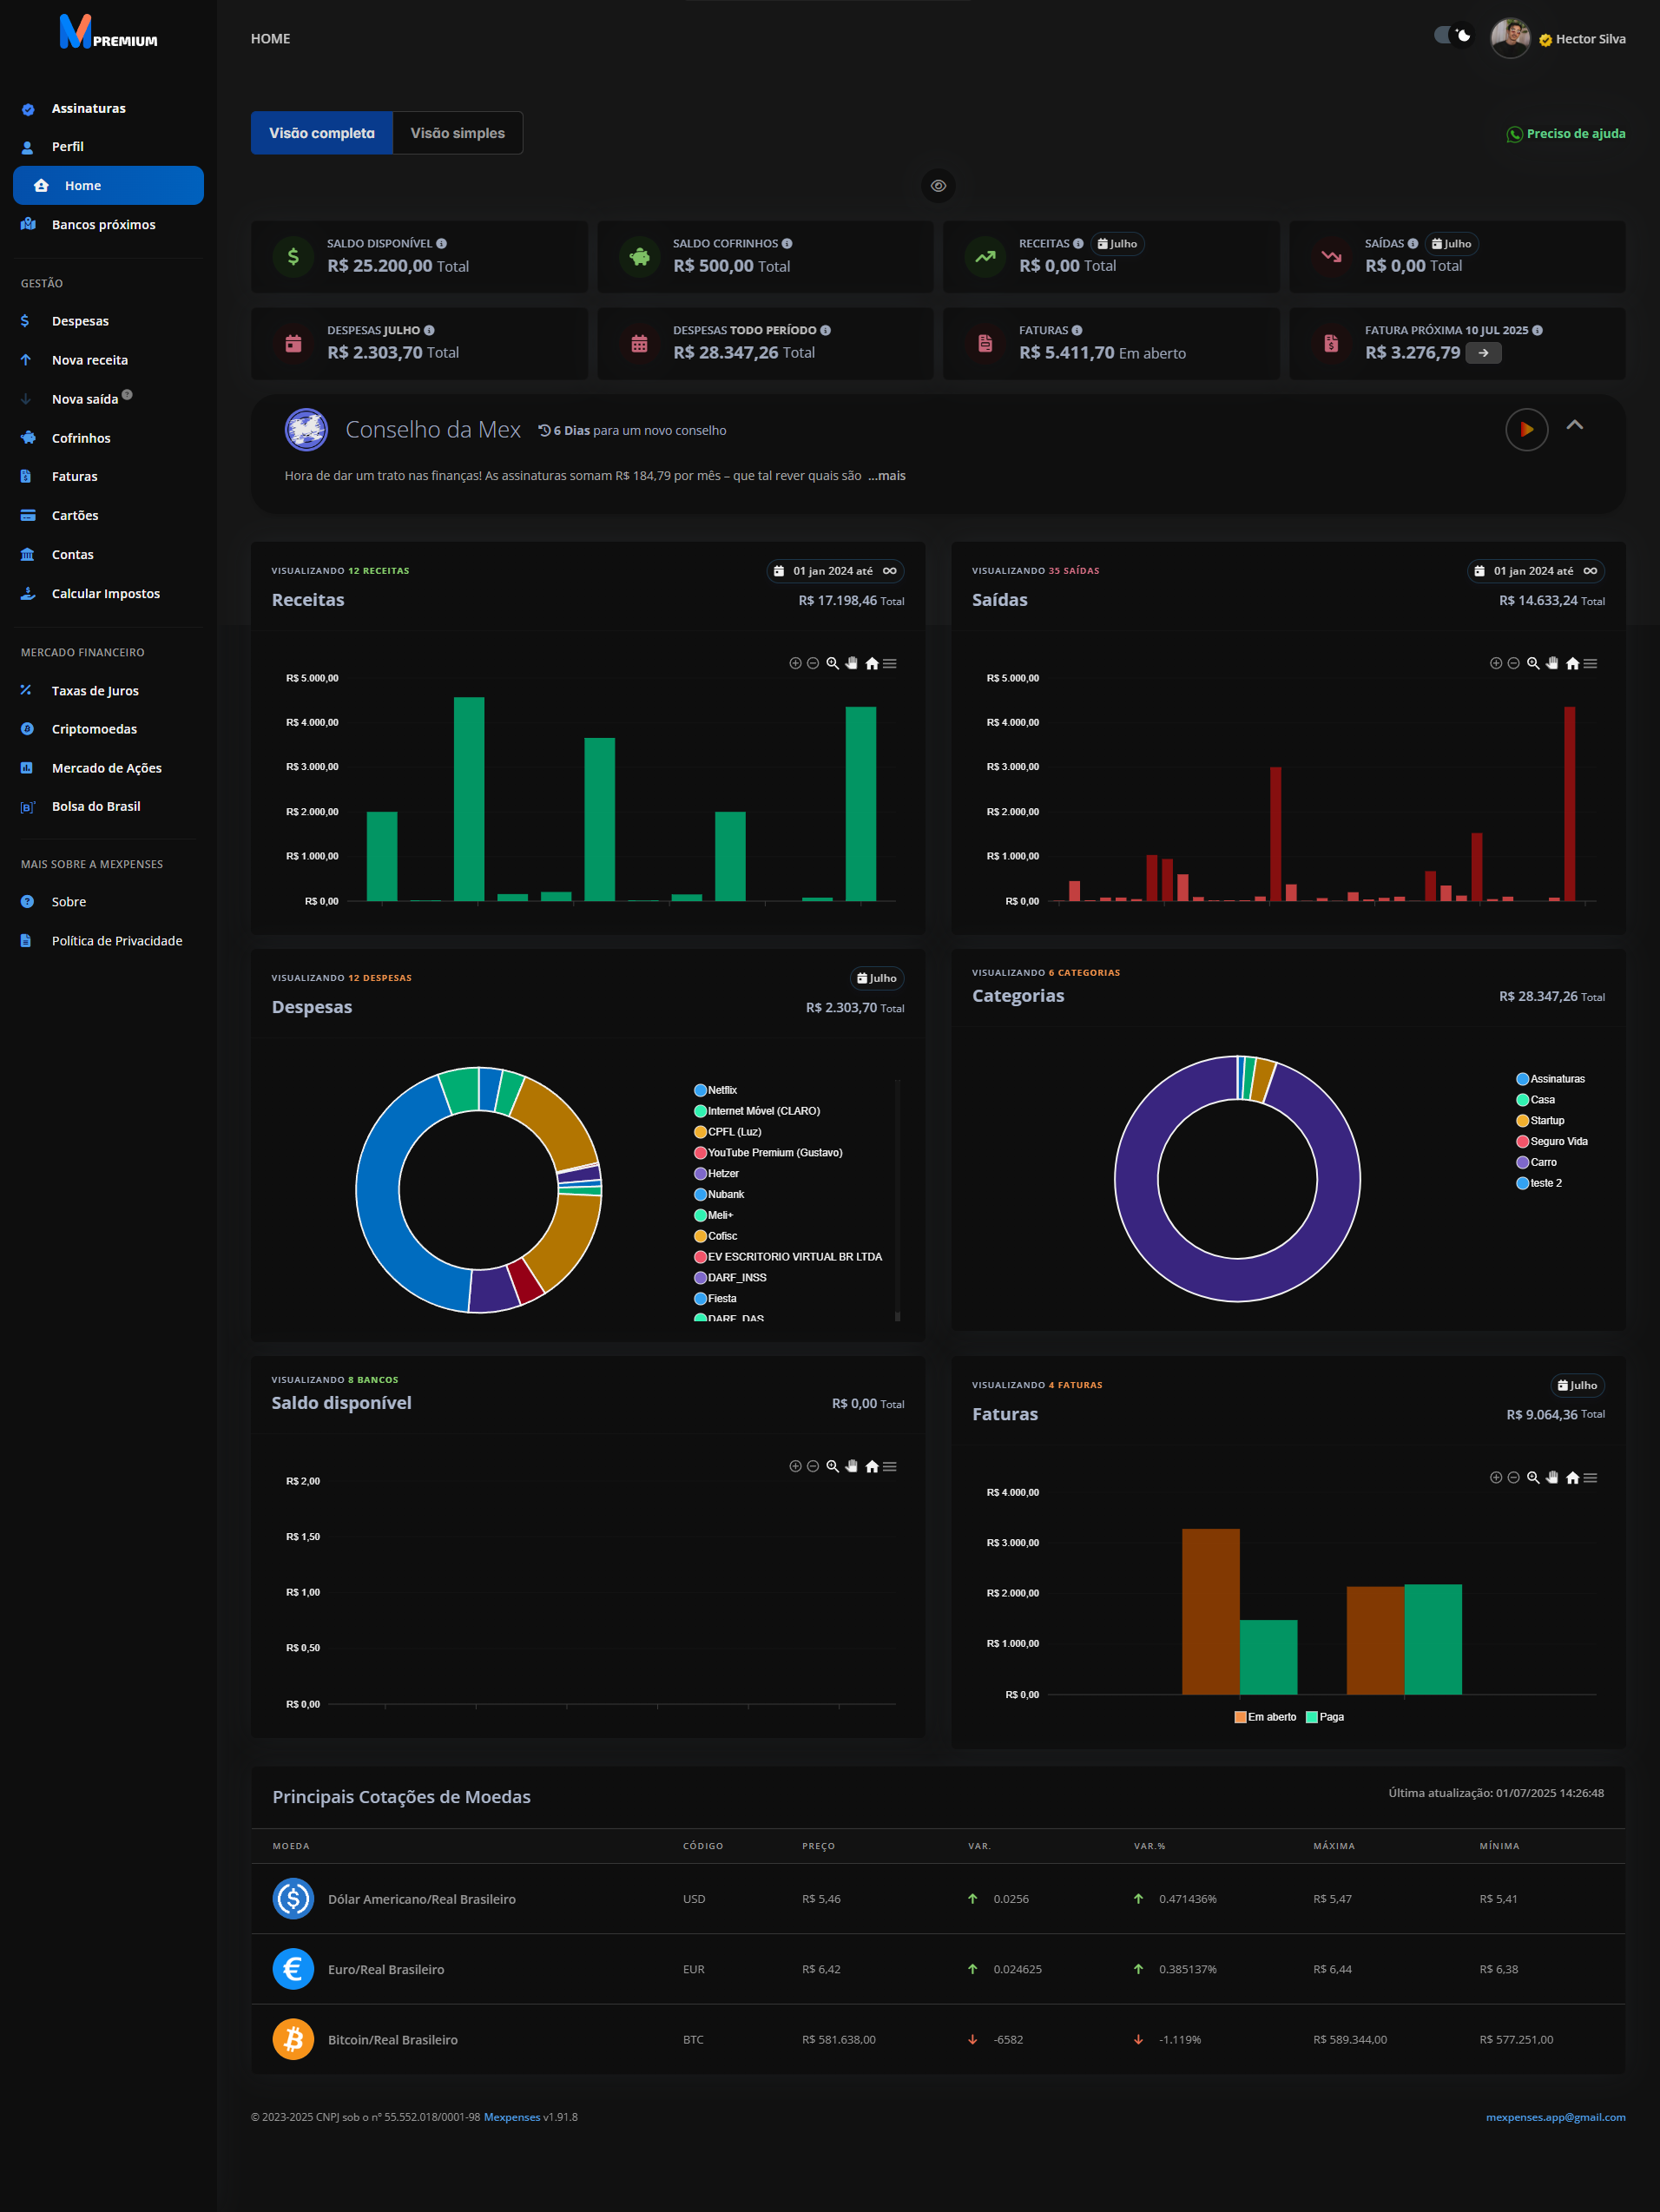 PREMIUM
Assinaturas
Perfil
Home
Bancos próximos
GESTÃO
Despesas
Nova receita
Nova saída ?
Cofrinhos
Faturas
Cartões
Contas
Calcular Impostos
MERCADO FINANCEIRO
Taxas de Juros
Criptomoedas
Mercado de Ações
Bolsa do Brasil
MAIS SOBRE A MEXPENSES
Sobre
Política de Privacidade
HOME
Hector Silva
Visão completa Visão simples
Preciso de ajuda
SALDO DISPONÍVEL
R$ 25.200,00 Total
SALDO COFRINHOS
R$ 500,00 Total
RECEITAS Julho
R$ 0,00 Total
SAÍDAS Julho
R$ 0,00 Total
DESPESAS JULHO
R$ 2.303,70 Total
DESPESAS TODO PERÍODO
R$ 28.347,26 Total
FATURAS
R$ 5.411,70 Em aberto
FATURA PRÓXIMA 10 JUL 2025
R$ 3.276,79
Conselho da Mex 6 Dias para um novo conselho
Hora de dar um trato nas finanças! As assinaturas somam R$ 184,79 por mês – que tal rever quais são ...mais
VISUALIZANDO 12 RECEITAS
01 jan 2024 até ∞
Receitas
R$ 17.198,46 Total
R$ 5.000,00
R$ 4.000,00
R$ 3.000,00
R$ 2.000,00
R$ 1.000,00
R$ 0,00
VISUALIZANDO 35 SAÍDAS
01 jan 2024 até ∞
Saídas
R$ 14.633,24 Total
R$ 5.000,00
R$ 4.000,00
R$ 3.000,00
R$ 2.000,00
R$ 1.000,00
R$ 0,00
VISUALIZANDO 12 DESPESAS
Julho
Despesas
R$ 2.303,70 Total
Netflix
Internet Móvel (CLARO)
CPFL (Luz)
YouTube Premium (Gustavo)
Hetzer
Nubank
Meli+
Cofisc
EV ESCRITORIO VIRTUAL BR LTDA
DARF_INSS
Fiesta
DARF_DAS
VISUALIZANDO 6 CATEGORIAS
Categorias
R$ 28.347,26 Total
Assinaturas
Casa
Startup
Seguro Vida
Carro
teste 2
VISUALIZANDO 8 BANCOS
Saldo disponível
R$ 0,00 Total
R$ 2,00
R$ 1,50
R$ 1,00
R$ 0,50
R$ 0,00
VISUALIZANDO 4 FATURAS
Julho
Faturas
R$ 9.064,36 Total
R$ 4.000,00
R$ 3.000,00
R$ 2.000,00
R$ 1.000,00
R$ 0,00
Em aberto Paga
Principais Cotações de Moedas
Última atualização: 01/07/2025 14:26:48
MOEDA CÓDIGO PREÇO VAR. VAR.% MÁXIMA MÍNIMA
Dólar Americano/Real Brasileiro USD R$ 5,46 0.0256 0.471436% R$ 5,47 R$ 5,41
Euro/Real Brasileiro EUR R$ 6,42 0.024625 0.385137% R$ 6,44 R$ 6,38
Bitcoin/Real Brasileiro BTC R$ 581.638,00 -6582 -1.119% R$ 589.344,00 R$ 577.251,00
© 2023-2025 CNPJ sob o nº 55.552.018/0001-98 Mexpenses v1.91.8
mexpenses.app@gmail.com